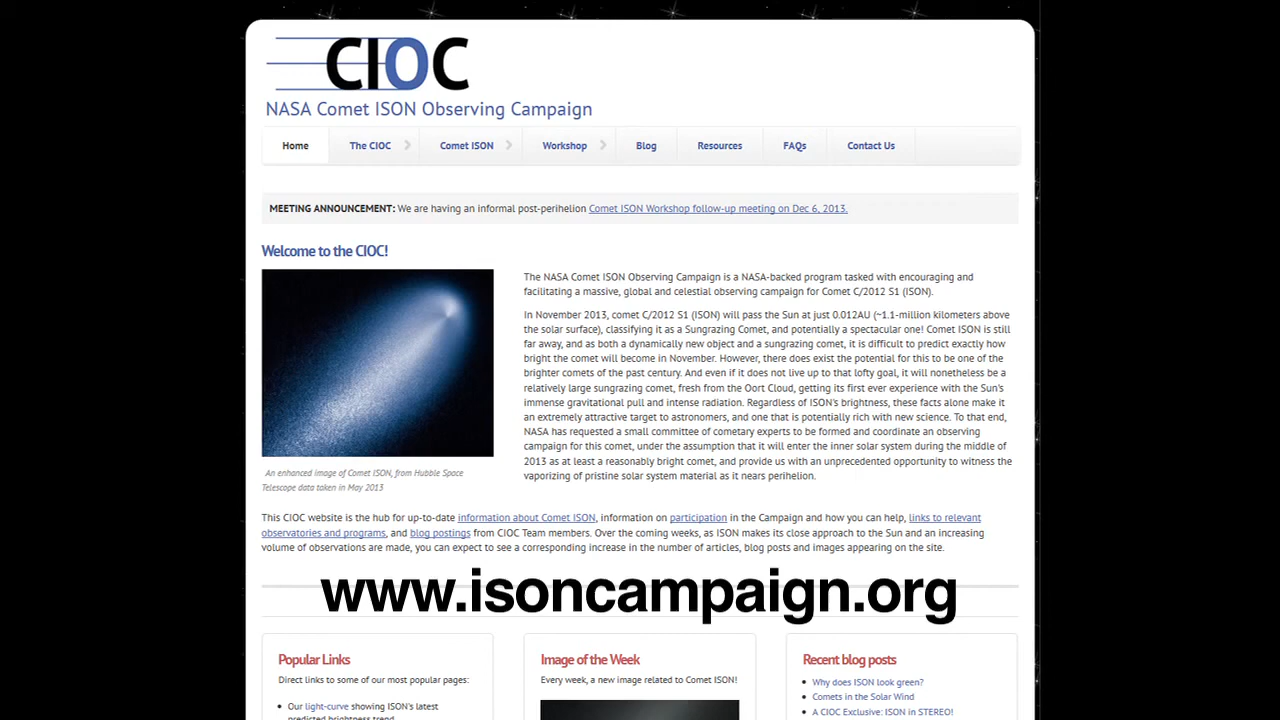 CIOC
NASA Comet ISON Observing Campaign
Home
The CIOC
Comet ISON
Workshop
Blog
Resources
FAQs
Contact Us
MEETING ANNOUNCEMENT: We are having an informal post-perihelion Comet ISON Workshop follow-up meeting on Dec 6, 2013.
Welcome to the CIOC!
An enhanced image of Comet ISON, from Hubble Space
Telescope data taken in May 2013
The NASA Comet ISON Observing Campaign is a NASA-backed program tasked with encouraging and
facilitating a massive, global and celestial observing campaign for Comet C/2012 S1 (ISON).
In November 2013, comet C/2012 S1 (ISON) will pass the Sun at just 0.012AU (~1.1-million kilometers above
the solar surface), classifying it as a Sungrazing Comet, and potentially a spectacular one! Comet ISON is still
far away, and as both a dynamically new object and a sungrazing comet, it is difficult to predict exactly how
bright the comet will become in November. However, there does exist the potential for this to be one of the
brighter comets of the past century. And even if it does not live up to that lofty goal, it will nonetheless be a
relatively large sungrazing comet, fresh from the Oort Cloud, getting its first ever experience with the Sun's
immense gravitational pull and intense radiation. Regardless of ISON's brightness, these facts alone make it
an extremely attractive target to astronomers, and one that is potentially rich with new science. To that end,
NASA has requested a small committee of cometary experts to be formed and coordinate an observing
campaign for this comet, under the assumption that it will enter the inner solar system during the middle of
2013 as at least a reasonably bright comet, and provide us with an unprecedented opportunity to witness the
vaporizing of pristine solar system material as it nears perihelion.
This CIOC website is the hub for up-to-date information about Comet ISON, information on participation in the Campaign and how you can help, links to relevant
observatories and programs, and blog postings from CIOC Team members. Over the coming weeks, as ISON makes its close approach to the Sun and an increasing
volume of observations are made, you can expect to see a corresponding increase in the number of articles, blog posts and images appearing on the site.
www.isoncampaign.org
Popular Links
Direct links to some of our most popular pages:
Our light-curve showing ISON's latest
predicted brightness trend
Image of the Week
Every week, a new image related to Comet ISON!
Recent blog posts
Why does ISON look green?
Comets in the Solar Wind
A CIOC Exclusive: ISON in STEREO!